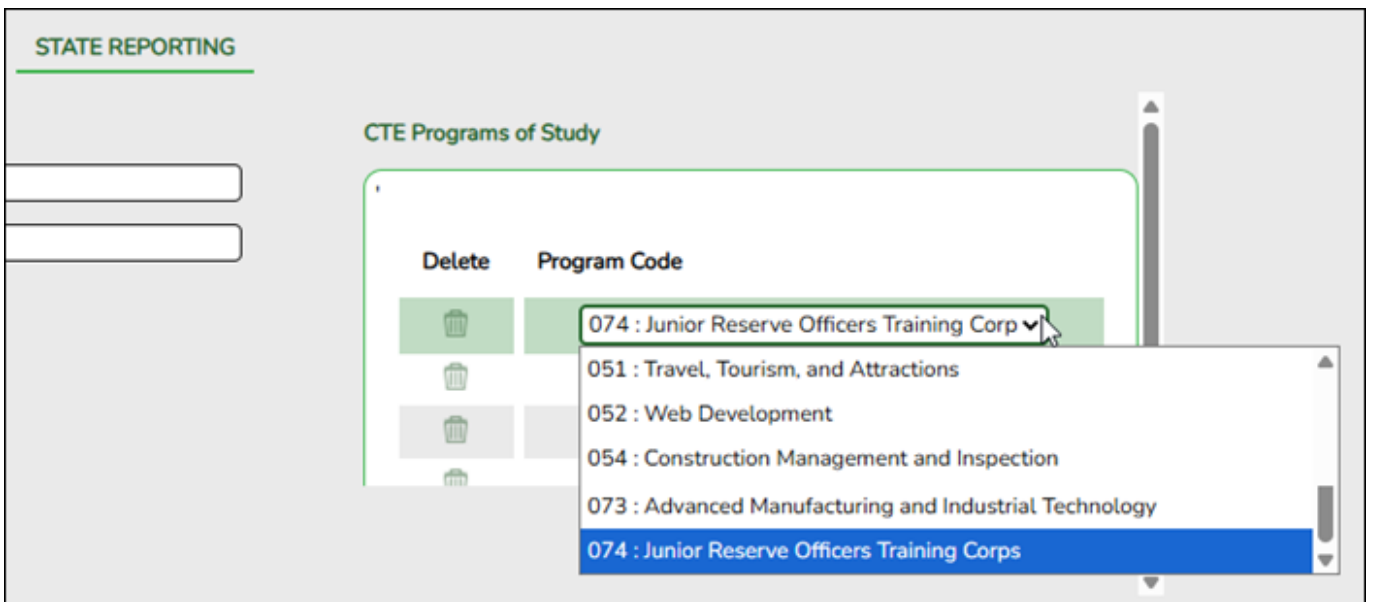 STATE REPORTING
CTE Programs of Study
'
Delete Program Code
074 : Junior Reserve Officers Training Corp
051 : Travel, Tourism, and Attractions
052 : Web Development
054 : Construction Management and Inspection
073 : Advanced Manufacturing and Industrial Technology
074 : Junior Reserve Officers Training Corps